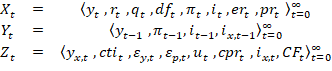 X_t = ⟨y_t , r_t , q_t , df_t , π_t , i_t , er_t , pr_t ⟩_{t=0}^∞
Y_t = ⟨y_{t−1} , π_{t−1}, i_{t−1}, i_{x,t−1}⟩_{t=0}^∞
Z_t = ⟨y_{x,t} , cti_t , ε_{y,t} , ε_{p,t}, u_t , cpr_t , i_{x,t}, CF_t⟩_{t=0}^∞